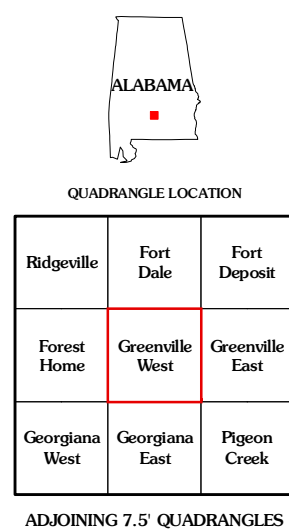 ALABAMA
QUADRANGLE LOCATION
Ridgeville
Fort
Dale
Fort
Deposit
Forest
Home
Greenville
West
Greenville
East
Georgiana
West
Georgiana
East
Pigeon
Creek
ADJOINING 7.5' QUADRANGLES